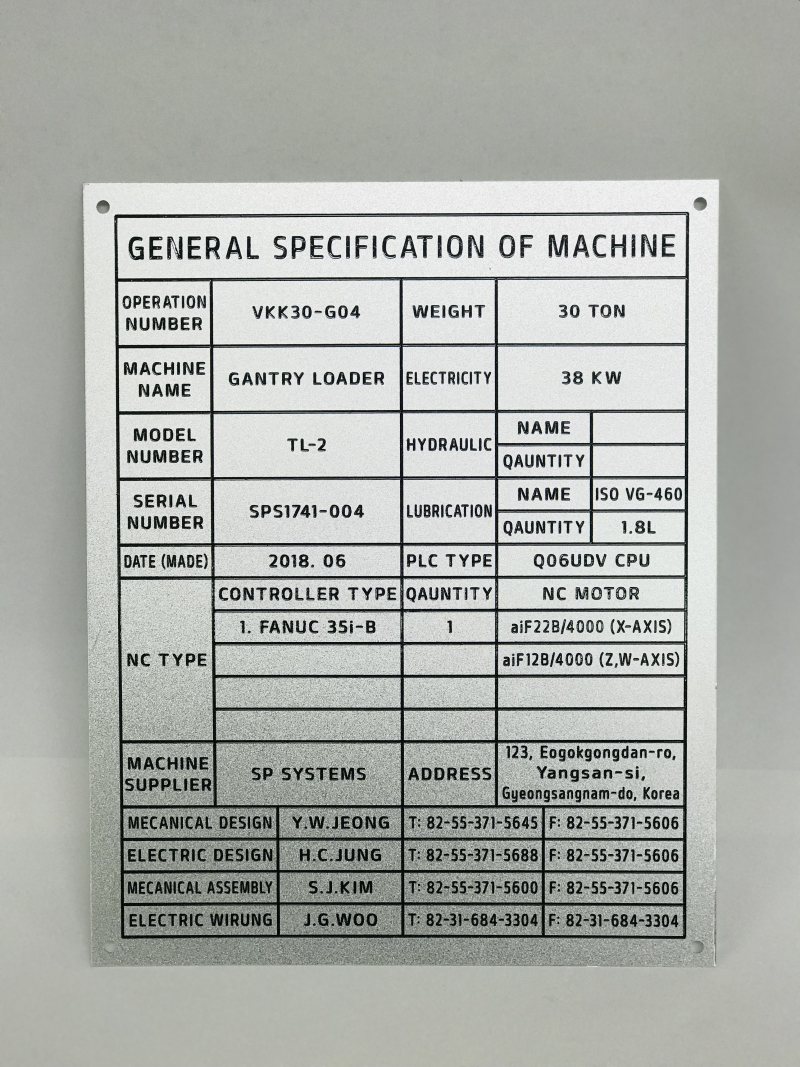 GENERAL SPECIFICATION OF MACHINE
OPERATION NUMBER VKK30-G04 WEIGHT 30 TON
MACHINE NAME GANTRY LOADER ELECTRICITY 38 KW
MODEL NUMBER TL-2 HYDRAULIC NAME
QAUNTITY
SERIAL NUMBER SPS1741-004 LUBRICATION NAME ISO VG-460
QAUNTITY 1.8L
DATE (MADE) 2018. 06 PLC TYPE Q06UDV CPU
NC TYPE CONTROLLER TYPE QAUNTITY NC MOTOR
1. FANUC 35i-B 1 aiF22B/4000 (X-AXIS)
aiF12B/4000 (Z,W-AXIS)
MACHINE SUPPLIER SP SYSTEMS ADDRESS 123, Eogokgongdan-ro,
Yangsan-si,
Gyeongsangnam-do, Korea
MECANICAL DESIGN Y.W.JEONG T: 82-55-371-5645 F: 82-55-371-5606
ELECTRIC DESIGN H.C.JUNG T: 82-55-371-5688 F: 82-55-371-5606
MECANICAL ASSEMBLY S.J.KIM T: 82-55-371-5600 F: 82-55-371-5606
ELECTRIC WIRUNG J.G.WOO T: 82-31-684-3304 F: 82-31-684-3304